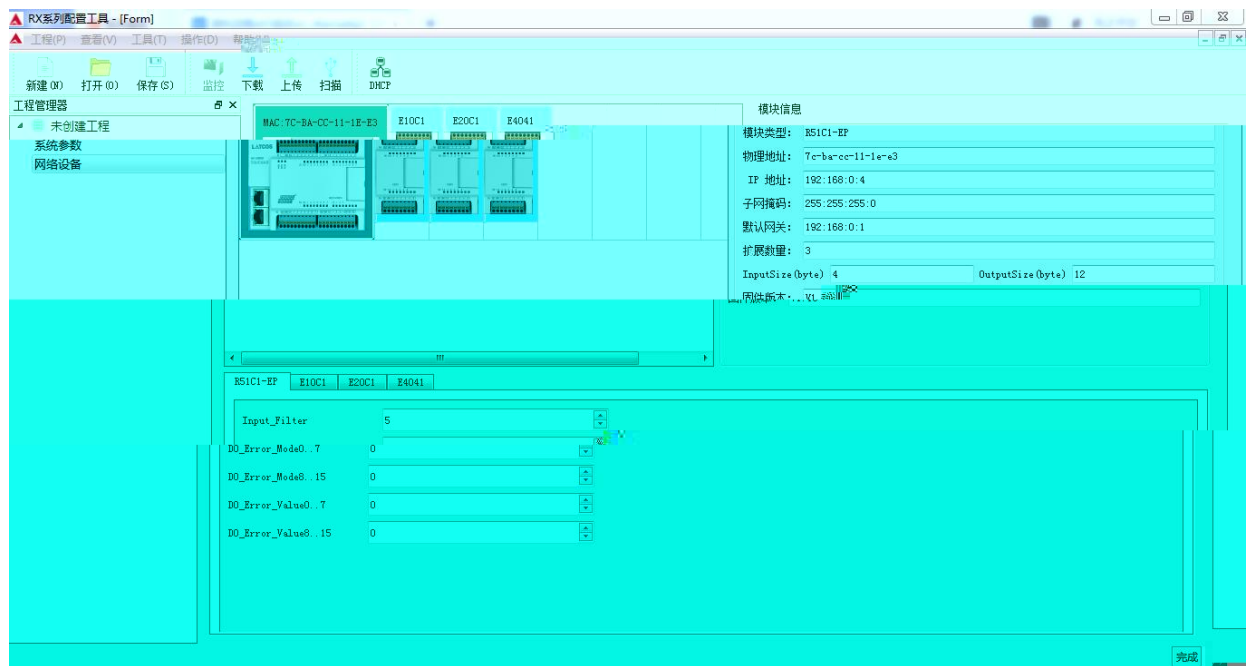 RX系列配置工具 - [Form]
工程(P) 查看(V) 工具(T) 操作(D)
新建(N) 打开(O) 保存(S) 监控 下载 上传 扫描 DHCP
工程管理器
未创建工程
系统参数
网络设备
MAC:7C-BA-CC-11-1E-E3 E10C1 E20C1 E4041
模块信息
模块类型: R51C1-EP
物理地址: 7c-ba-cc-11-1e-e3
IP 地址: 192:168:0:4
子网掩码: 255:255:255:0
默认网关: 192:168:0:1
扩展数量: 3
InputSize(byte) 4 OutputSize(byte) 12
固件版本:
R51C1-EP E10C1 E20C1 E4041
Input_Filter 5
DO_Error_Mode0..7 0
DO_Error_Mode8..15 0
DO_Error_Value0..7 0
DO_Error_Value8..15 0
完成